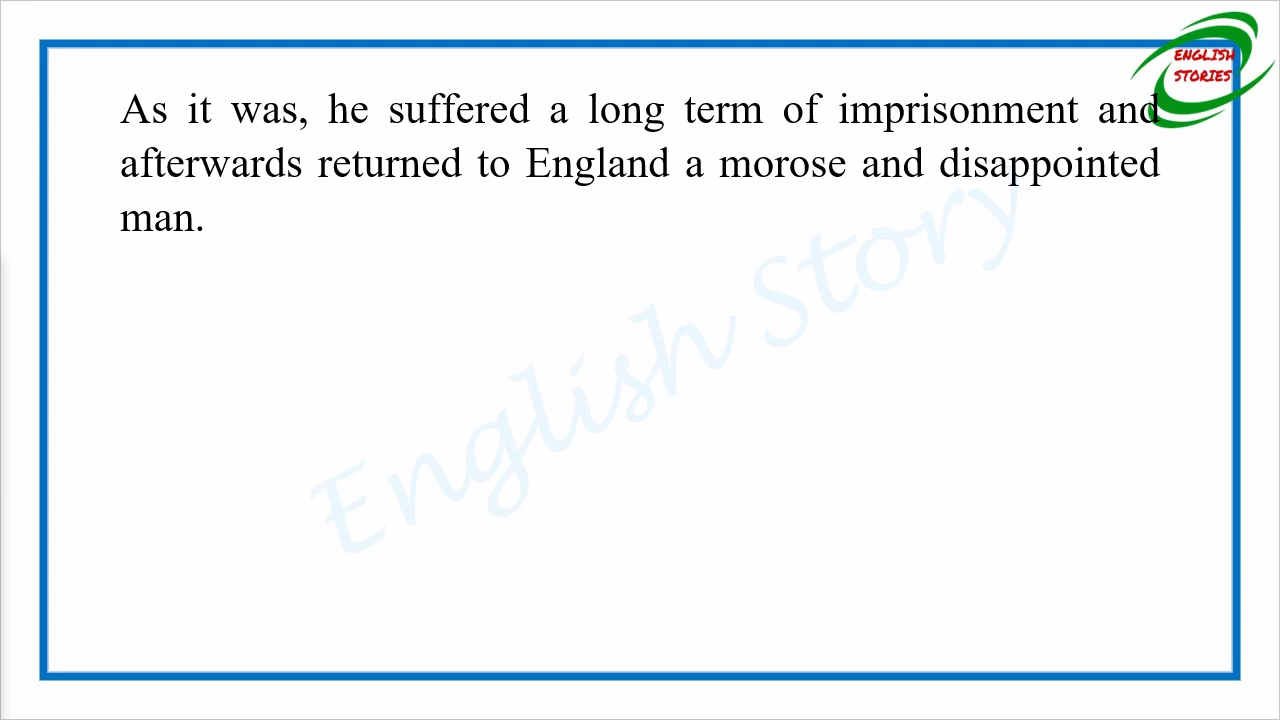 ENGLISH
STORIES
As it was, he suffered a long term of imprisonment and
afterwards returned to England a morose and disappointed
man.
English Story